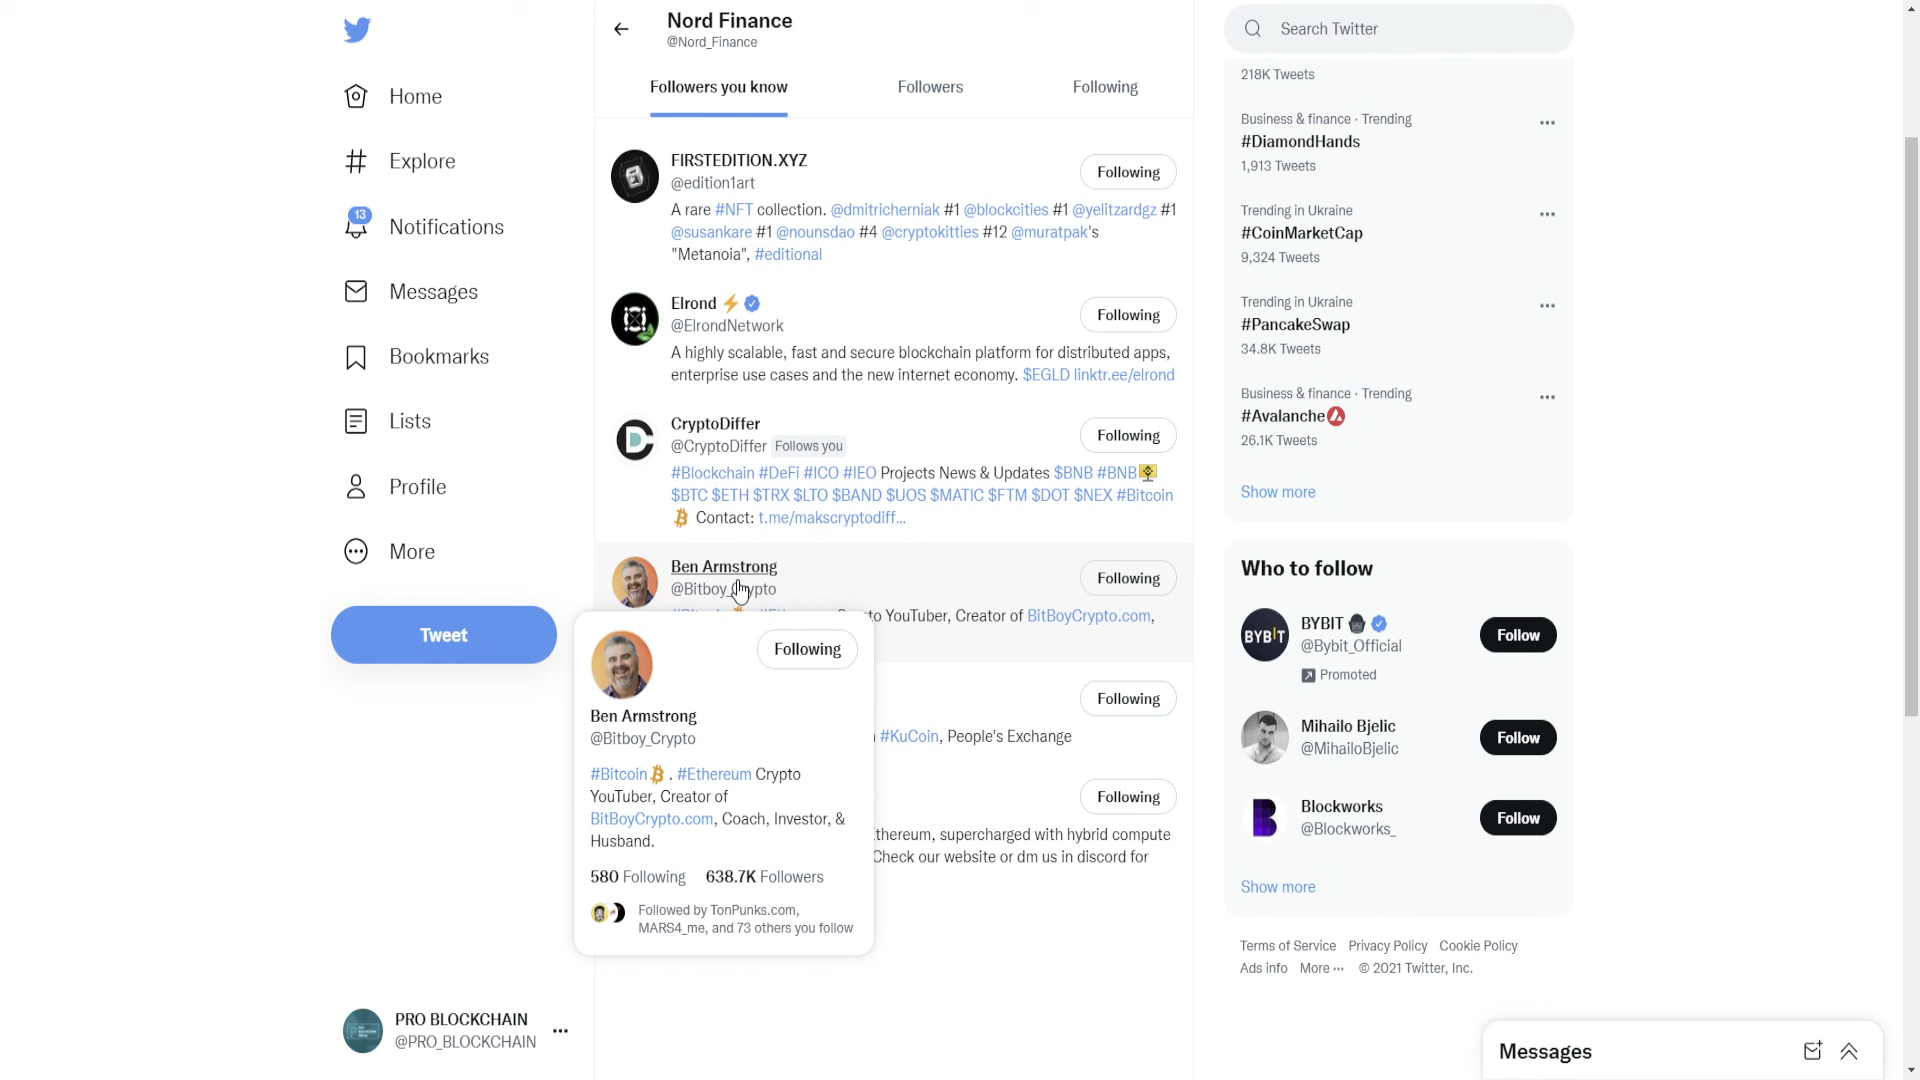 Home
Explore
13
Notifications
Messages
Bookmarks
Lists
Profile
More
Tweet
PRO BLOCKCHAIN
@PRO_BLOCKCHAIN
Nord Finance
@Nord_Finance
Followers you know
Followers
Following
FIRSTEDITION.XYZ
@edition1art
Following
A rare #NFT collection. @dmitricherniak #1 @blockcities #1 @yelitzardgz #1
@susankare #1 @nounsdao #4 @cryptokitties #12 @muratpak's
"Metanoia", #editional
Elrond
@ElrondNetwork
Following
A highly scalable, fast and secure blockchain platform for distributed apps,
enterprise use cases and the new internet economy. $EGLD linktr.ee/elrond
CryptoDiffer
@CryptoDiffer Follows you
Following
#Blockchain #DeFi #ICO #IEO Projects News & Updates $BNB #BNB
$BTC $ETH $TRX $LTO $BAND $UOS $MATIC $FTM $DOT $NEX #Bitcoin
Contact: t.me/makscryptodiff...
Ben Armstrong
Following
YouTuber, Creator of BitBoyCrypto.com,
Following
Ben Armstrong
@Bitboy_Crypto
#Bitcoin . #Ethereum Crypto
YouTuber, Creator of
BitBoyCrypto.com, Coach, Investor, &
Husband.
580 Following 638.7K Followers
Followed by TonPunks.com,
MARS4_me, and 73 others you follow
Following
#KuCoin, People's Exchange
Following
supercharged with hybrid compute
Check our website or dm us in discord for
Search Twitter
218K Tweets
Business & finance · Trending
#DiamondHands
1,913 Tweets
Trending in Ukraine
#CoinMarketCap
9,324 Tweets
Trending in Ukraine
#PancakeSwap
34.8K Tweets
Business & finance · Trending
#Avalanche
26.1K Tweets
Show more
Who to follow
BYBIT
BYBIT
@Bybit_Official
Promoted
Follow
Mihailo Bjelic
@MihailoBjelic
Follow
Blockworks
@Blockworks_
Follow
Show more
Terms of Service Privacy Policy Cookie Policy
Ads info More ··· © 2021 Twitter, Inc.
Messages